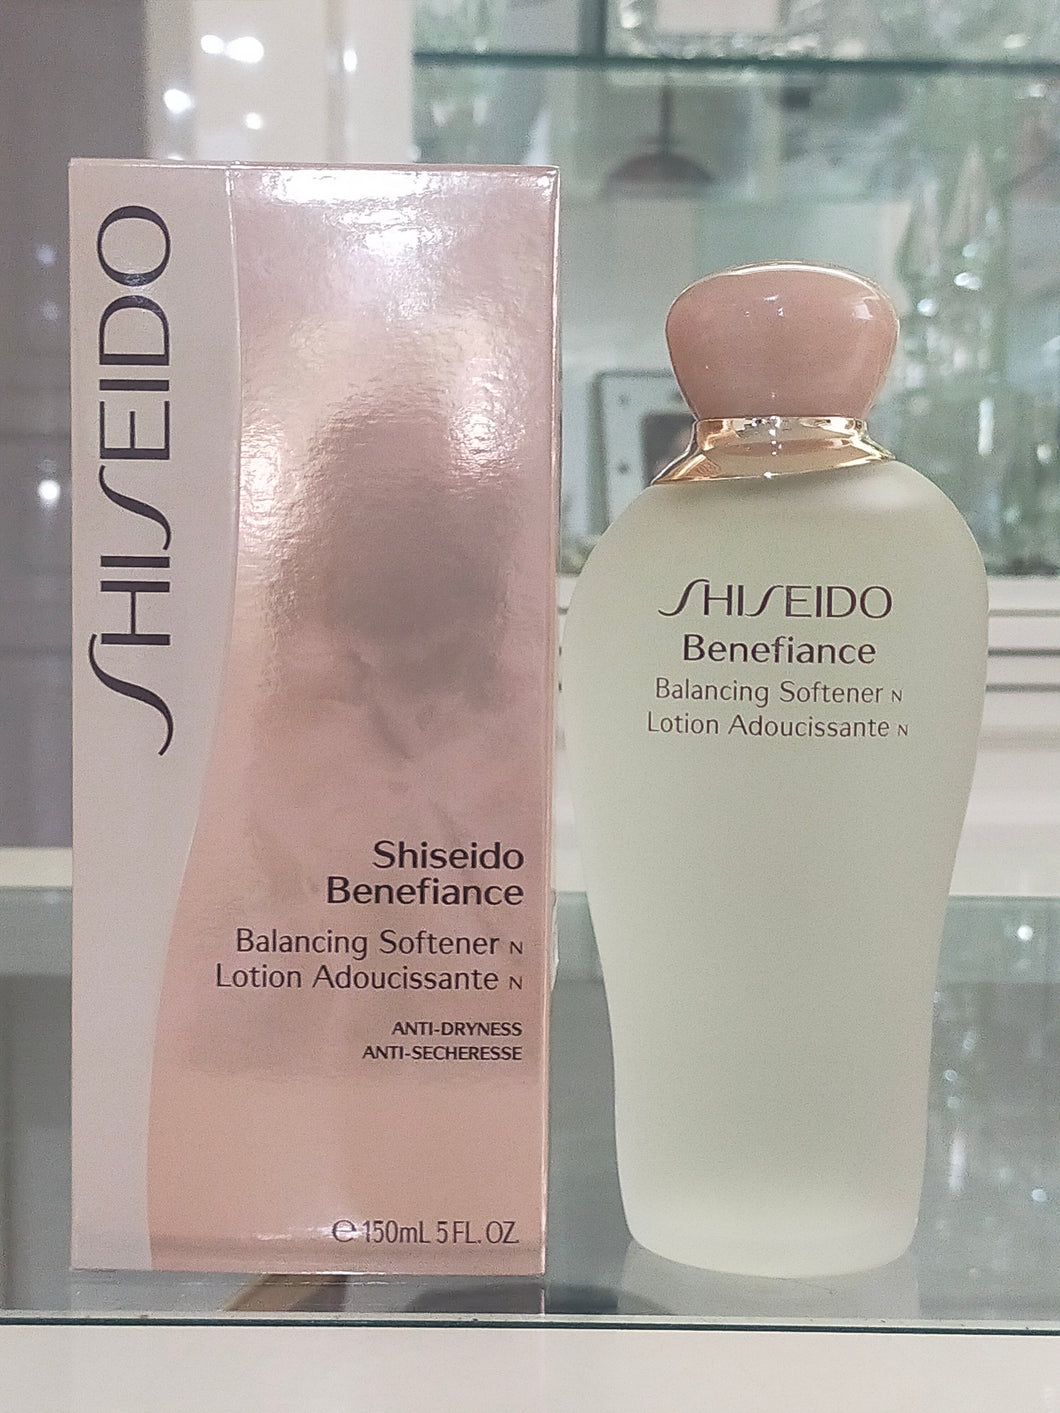 SHISEIDO
Shiseido
Benefiance
Balancing Softener N
Lotion Adoucissante N
ANTI-DRYNESS
ANTI-SECHERESSE
℮ 150mL 5 FL. OZ.
SHISEIDO
Benefiance
Balancing Softener N
Lotion Adoucissante N